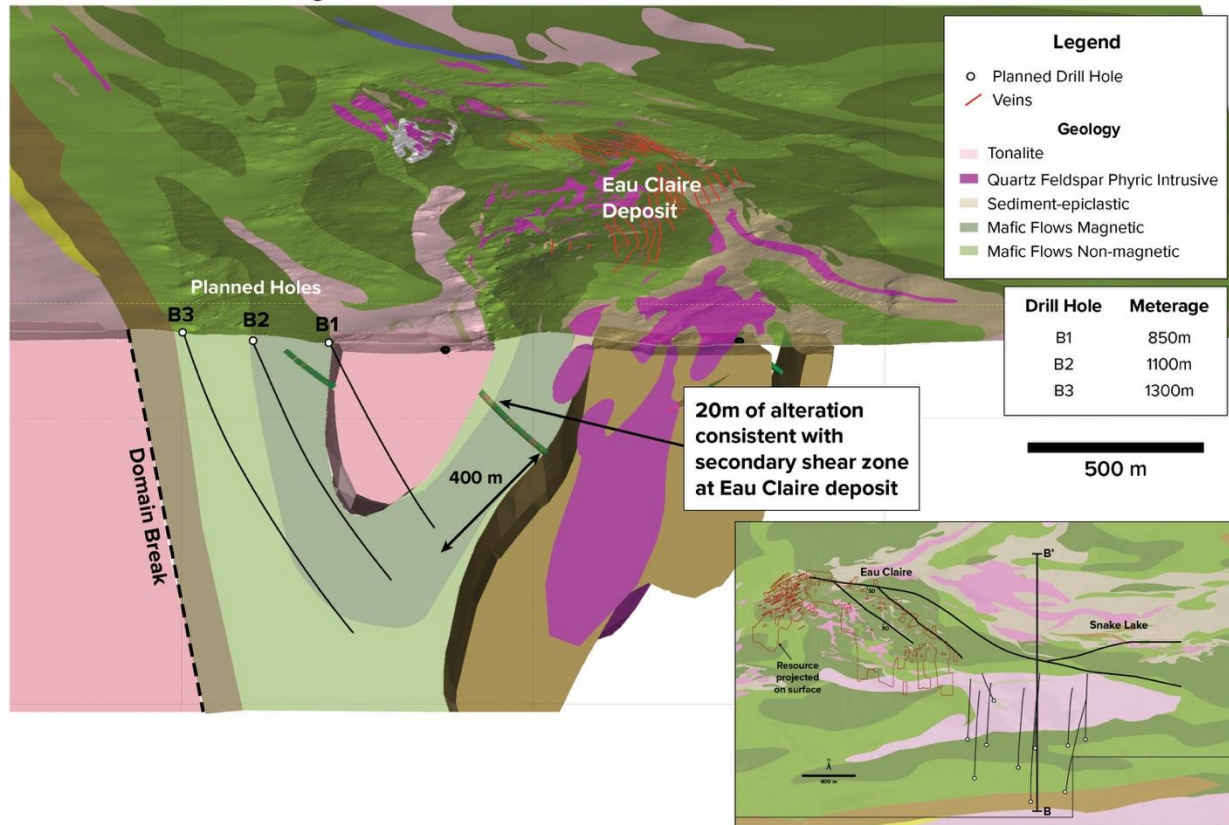 Legend
Planned Drill Hole
Veins
Geology
Tonalite
Quartz Feldspar Phyric Intrusive
Sediment-epiclastic
Mafic Flows Magnetic
Mafic Flows Non-magnetic
Drill Hole Meterage
B1 850m
B2 1100m
B3 1300m
500 m
Eau Claire
Deposit
Planned Holes
B3
B2
B1
Domain Break
400 m
20m of alteration
consistent with
secondary shear zone
at Eau Claire deposit
B'
Eau Claire
50
80
Snake Lake
Resource
projected
on surface
400 m
B